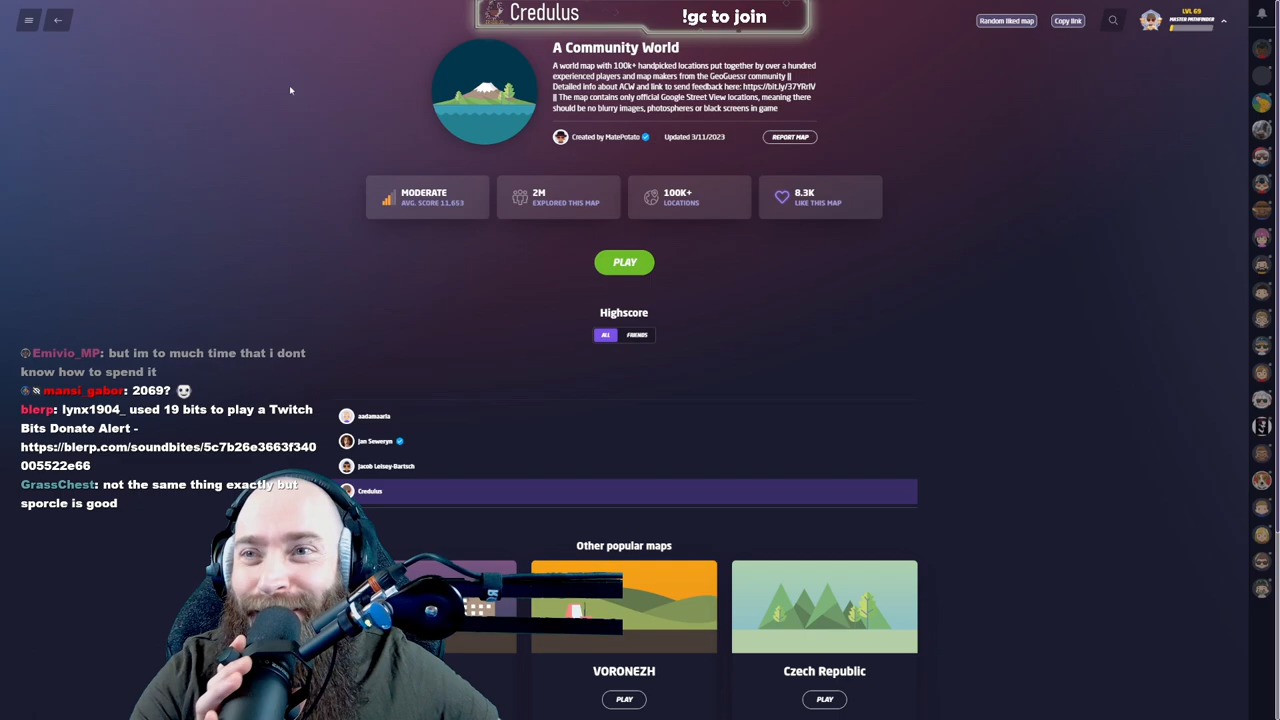 Credulus
!gc to join
Random liked map
Copy link
LVL 69
MASTER PATHFINDER
A Community World
A world map with 100k+ handpicked locations put together by over a hundred
experienced players and map makers from the GeoGuessr community ||
Detailed info about ACW and link to send feedback here: https://bit.ly/37YRrIV
|| The map contains only official Google Street View locations, meaning there
should be no blurry images, photospheres or black screens in game
Created by MatePotato
Updated 3/11/2023
REPORT MAP
MODERATE
AVG. SCORE 11,653
2M
EXPLORED THIS MAP
100K+
LOCATIONS
8.3K
LIKE THIS MAP
PLAY
Highscore
ALL
FRIENDS
Emivio_MP: but im to much time that i dont
know how to spend it
mansi_gabor: 2069?
blerp: lynx1904_ used 19 bits to play a Twitch
Bits Donate Alert -
https://blerp.com/soundbites/5c7b26e3663f340
005522e66
GrassChest: not the same thing exactly but
sporcle is good
aadamaaria
Jan Seweryn
Jacob Leisey-Bartsch
Credulus
Other popular maps
VORONEZH
PLAY
Czech Republic
PLAY